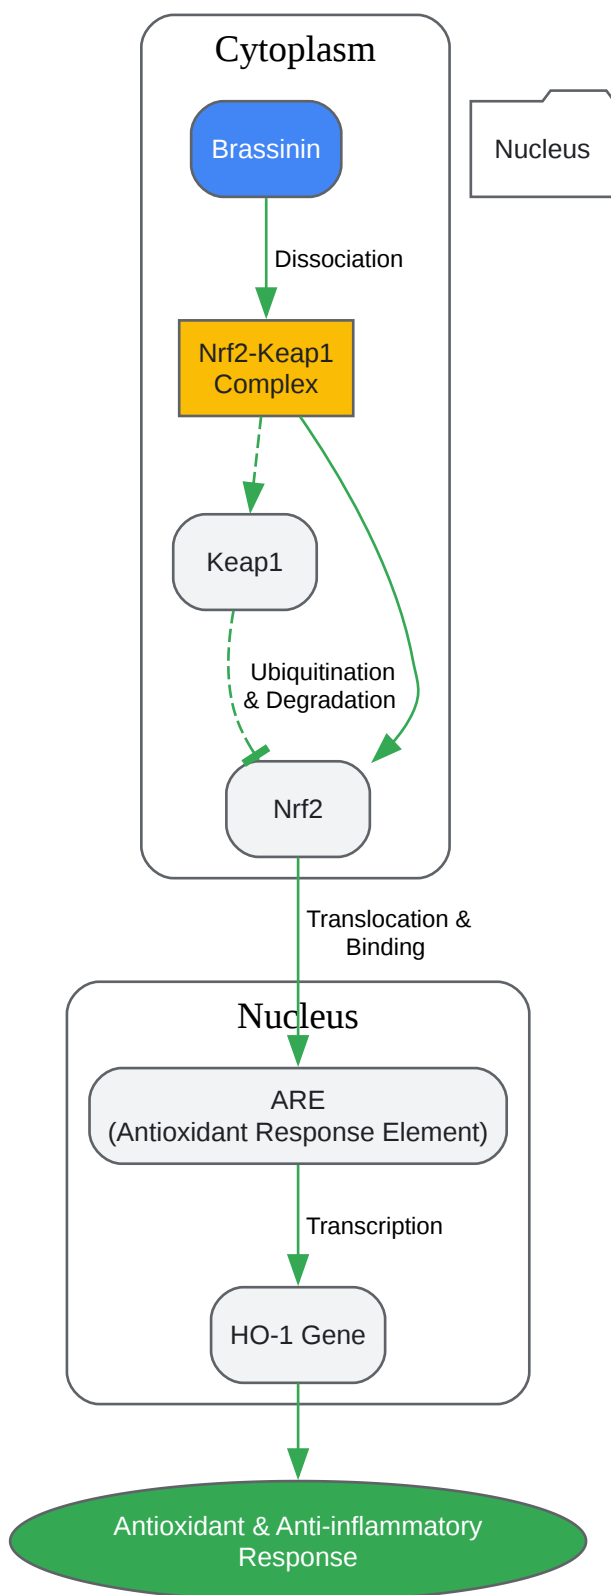 Cytoplasm
Brassinin
Nucleus
Dissociation
Nrf2-Keap1
Complex
Keap1
Ubiquitination
& Degradation
Nrf2
Translocation &
Binding
Nucleus
ARE
(Antioxidant Response Element)
Transcription
HO-1 Gene
Antioxidant & Anti-inflammatory
Response